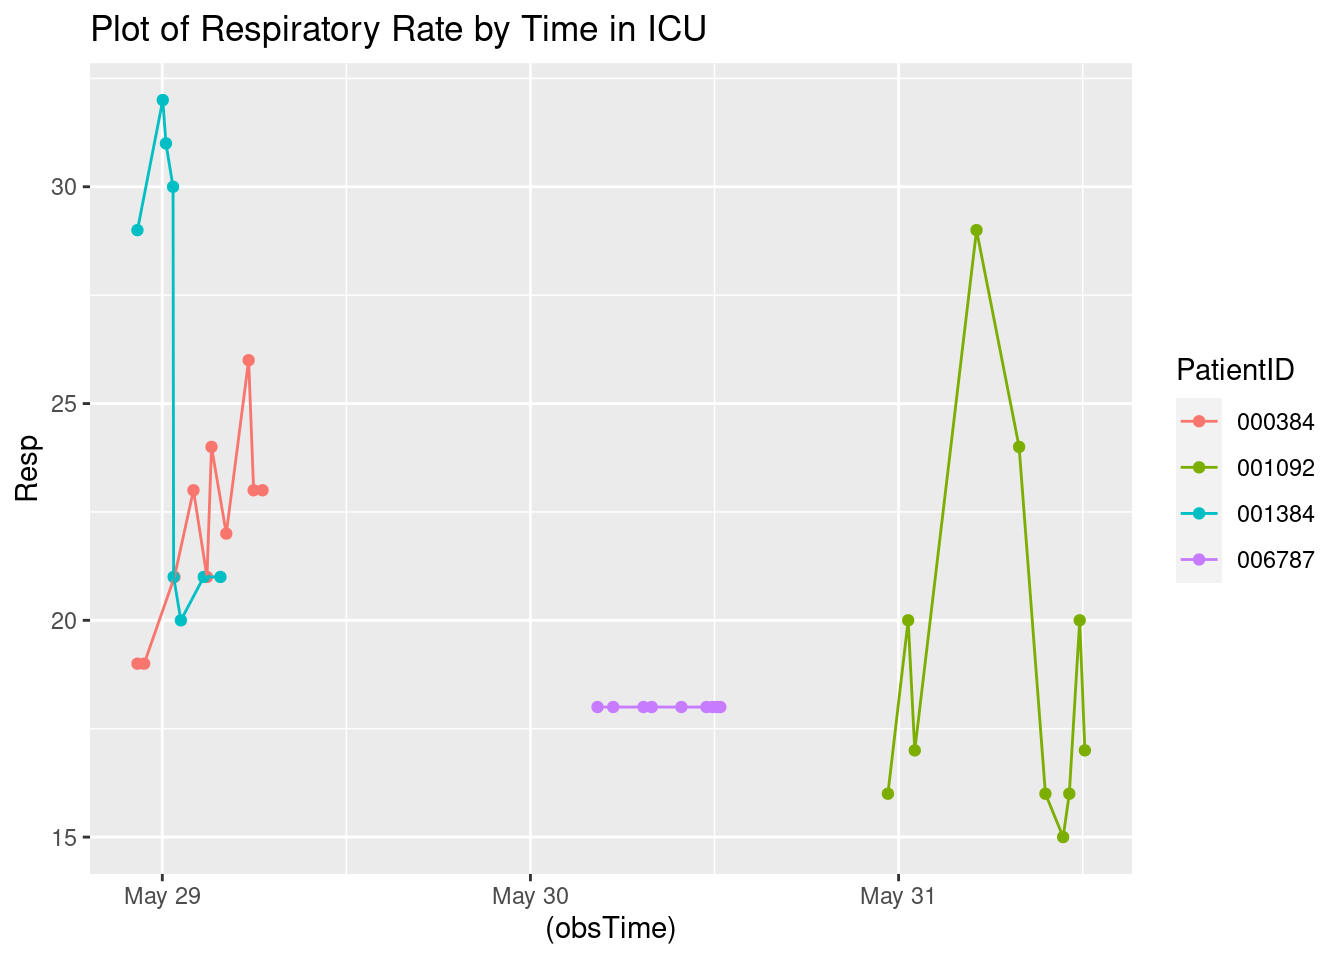 Plot of Respiratory Rate by Time in ICU
30
25
20
15
Resp
May 29
May 30
May 31
(obsTime)
PatientID
000384
001092
001384
006787